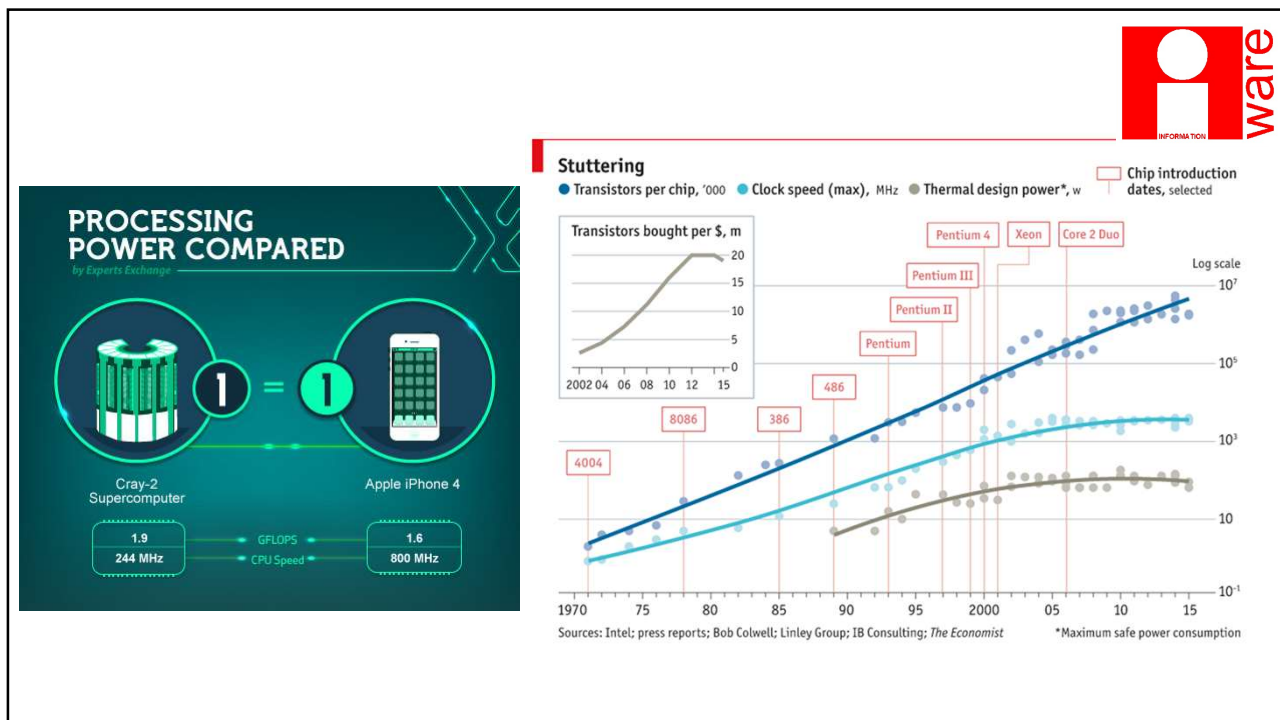 INFORMATION
ware
PROCESSING
POWER COMPARED
by Experts Exchange
1 = 1
Cray-2
Supercomputer
Apple iPhone 4
1.9 GFLOPS 1.6
244 MHz CPU Speed 800 MHz
Stuttering
Transistors per chip, ’000 Clock speed (max), MHz Thermal design power*, w
Chip introduction
dates, selected
Transistors bought per $, m
20
15
10
5
0
2002 04 06 08 10 12 15
Pentium 4 Xeon Core 2 Duo
Log scale
Pentium III
Pentium II
Pentium
486
8086 386
4004
10⁷
10⁵
10³
10
10⁻¹
1970 75 80 85 90 95 2000 05 10 15
Sources: Intel; press reports; Bob Colwell; Linley Group; IB Consulting; The Economist *Maximum safe power consumption